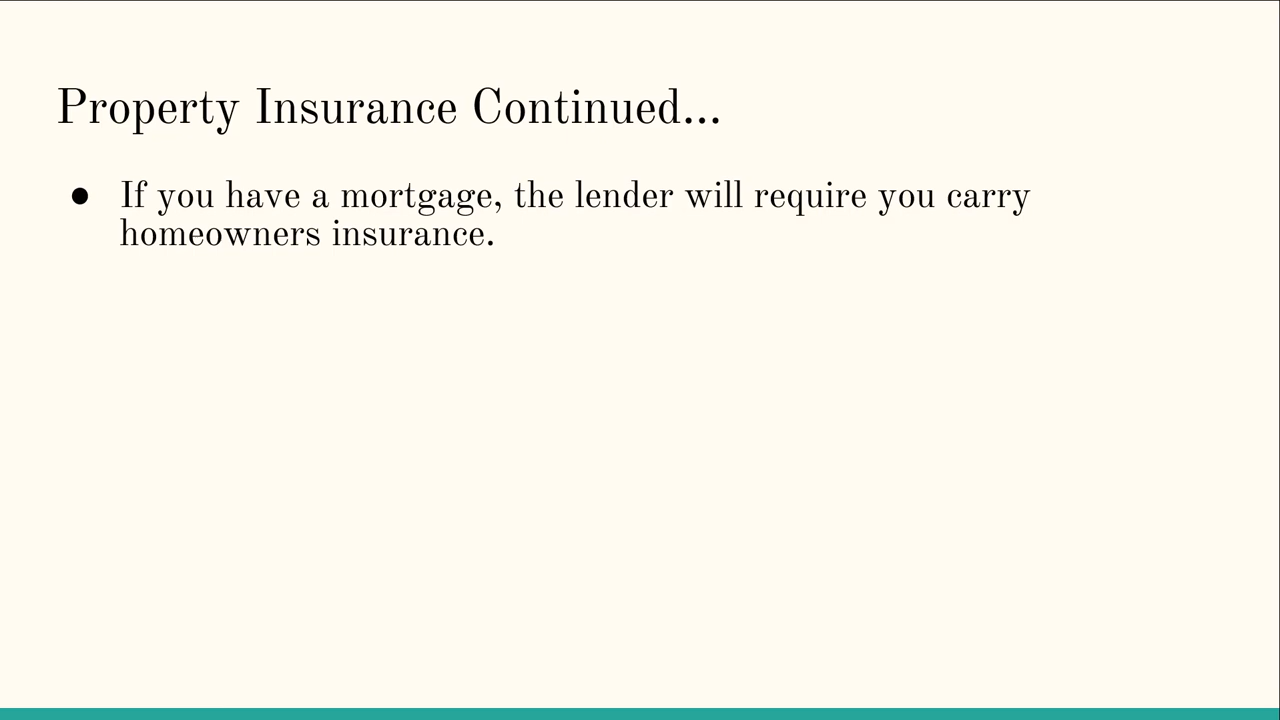 Property Insurance Continued...
● If you have a mortgage, the lender will require you carry
homeowners insurance.